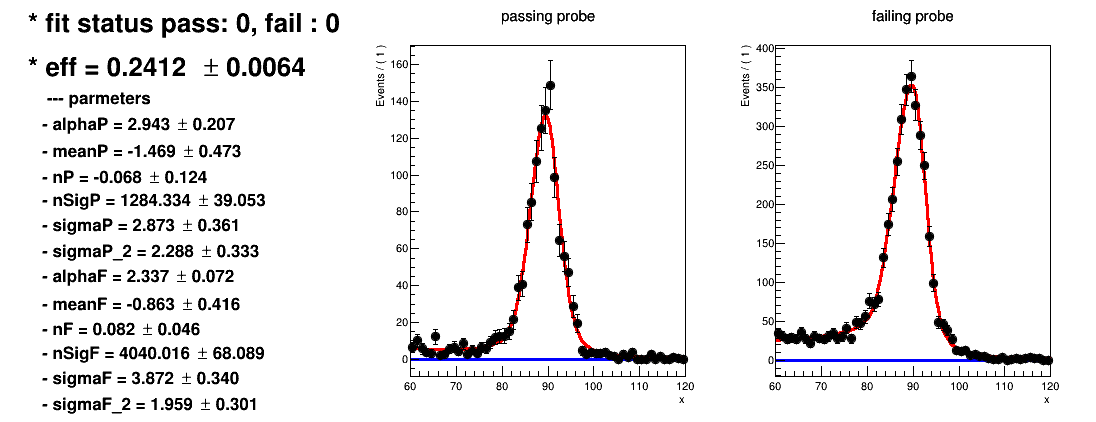 * fit status pass: 0, fail : 0
* eff = 0.2412 ± 0.0064
--- parmeters
- alphaP = 2.943 ± 0.207
- meanP = -1.469 ± 0.473
- nP = -0.068 ± 0.124
- nSigP = 1284.334 ± 39.053
- sigmaP = 2.873 ± 0.361
- sigmaP_2 = 2.288 ± 0.333
- alphaF = 2.337 ± 0.072
- meanF = -0.863 ± 0.416
- nF = 0.082 ± 0.046
- nSigF = 4040.016 ± 68.089
- sigmaF = 3.872 ± 0.340
- sigmaF_2 = 1.959 ± 0.301
passing probe
Events / ( 1 )
160
140
120
100
80
60
40
20
0
60 70 80 90 100 110 120
x
failing probe
Events / ( 1 )
400
350
300
250
200
150
100
50
0
60 70 80 90 100 110 120
x